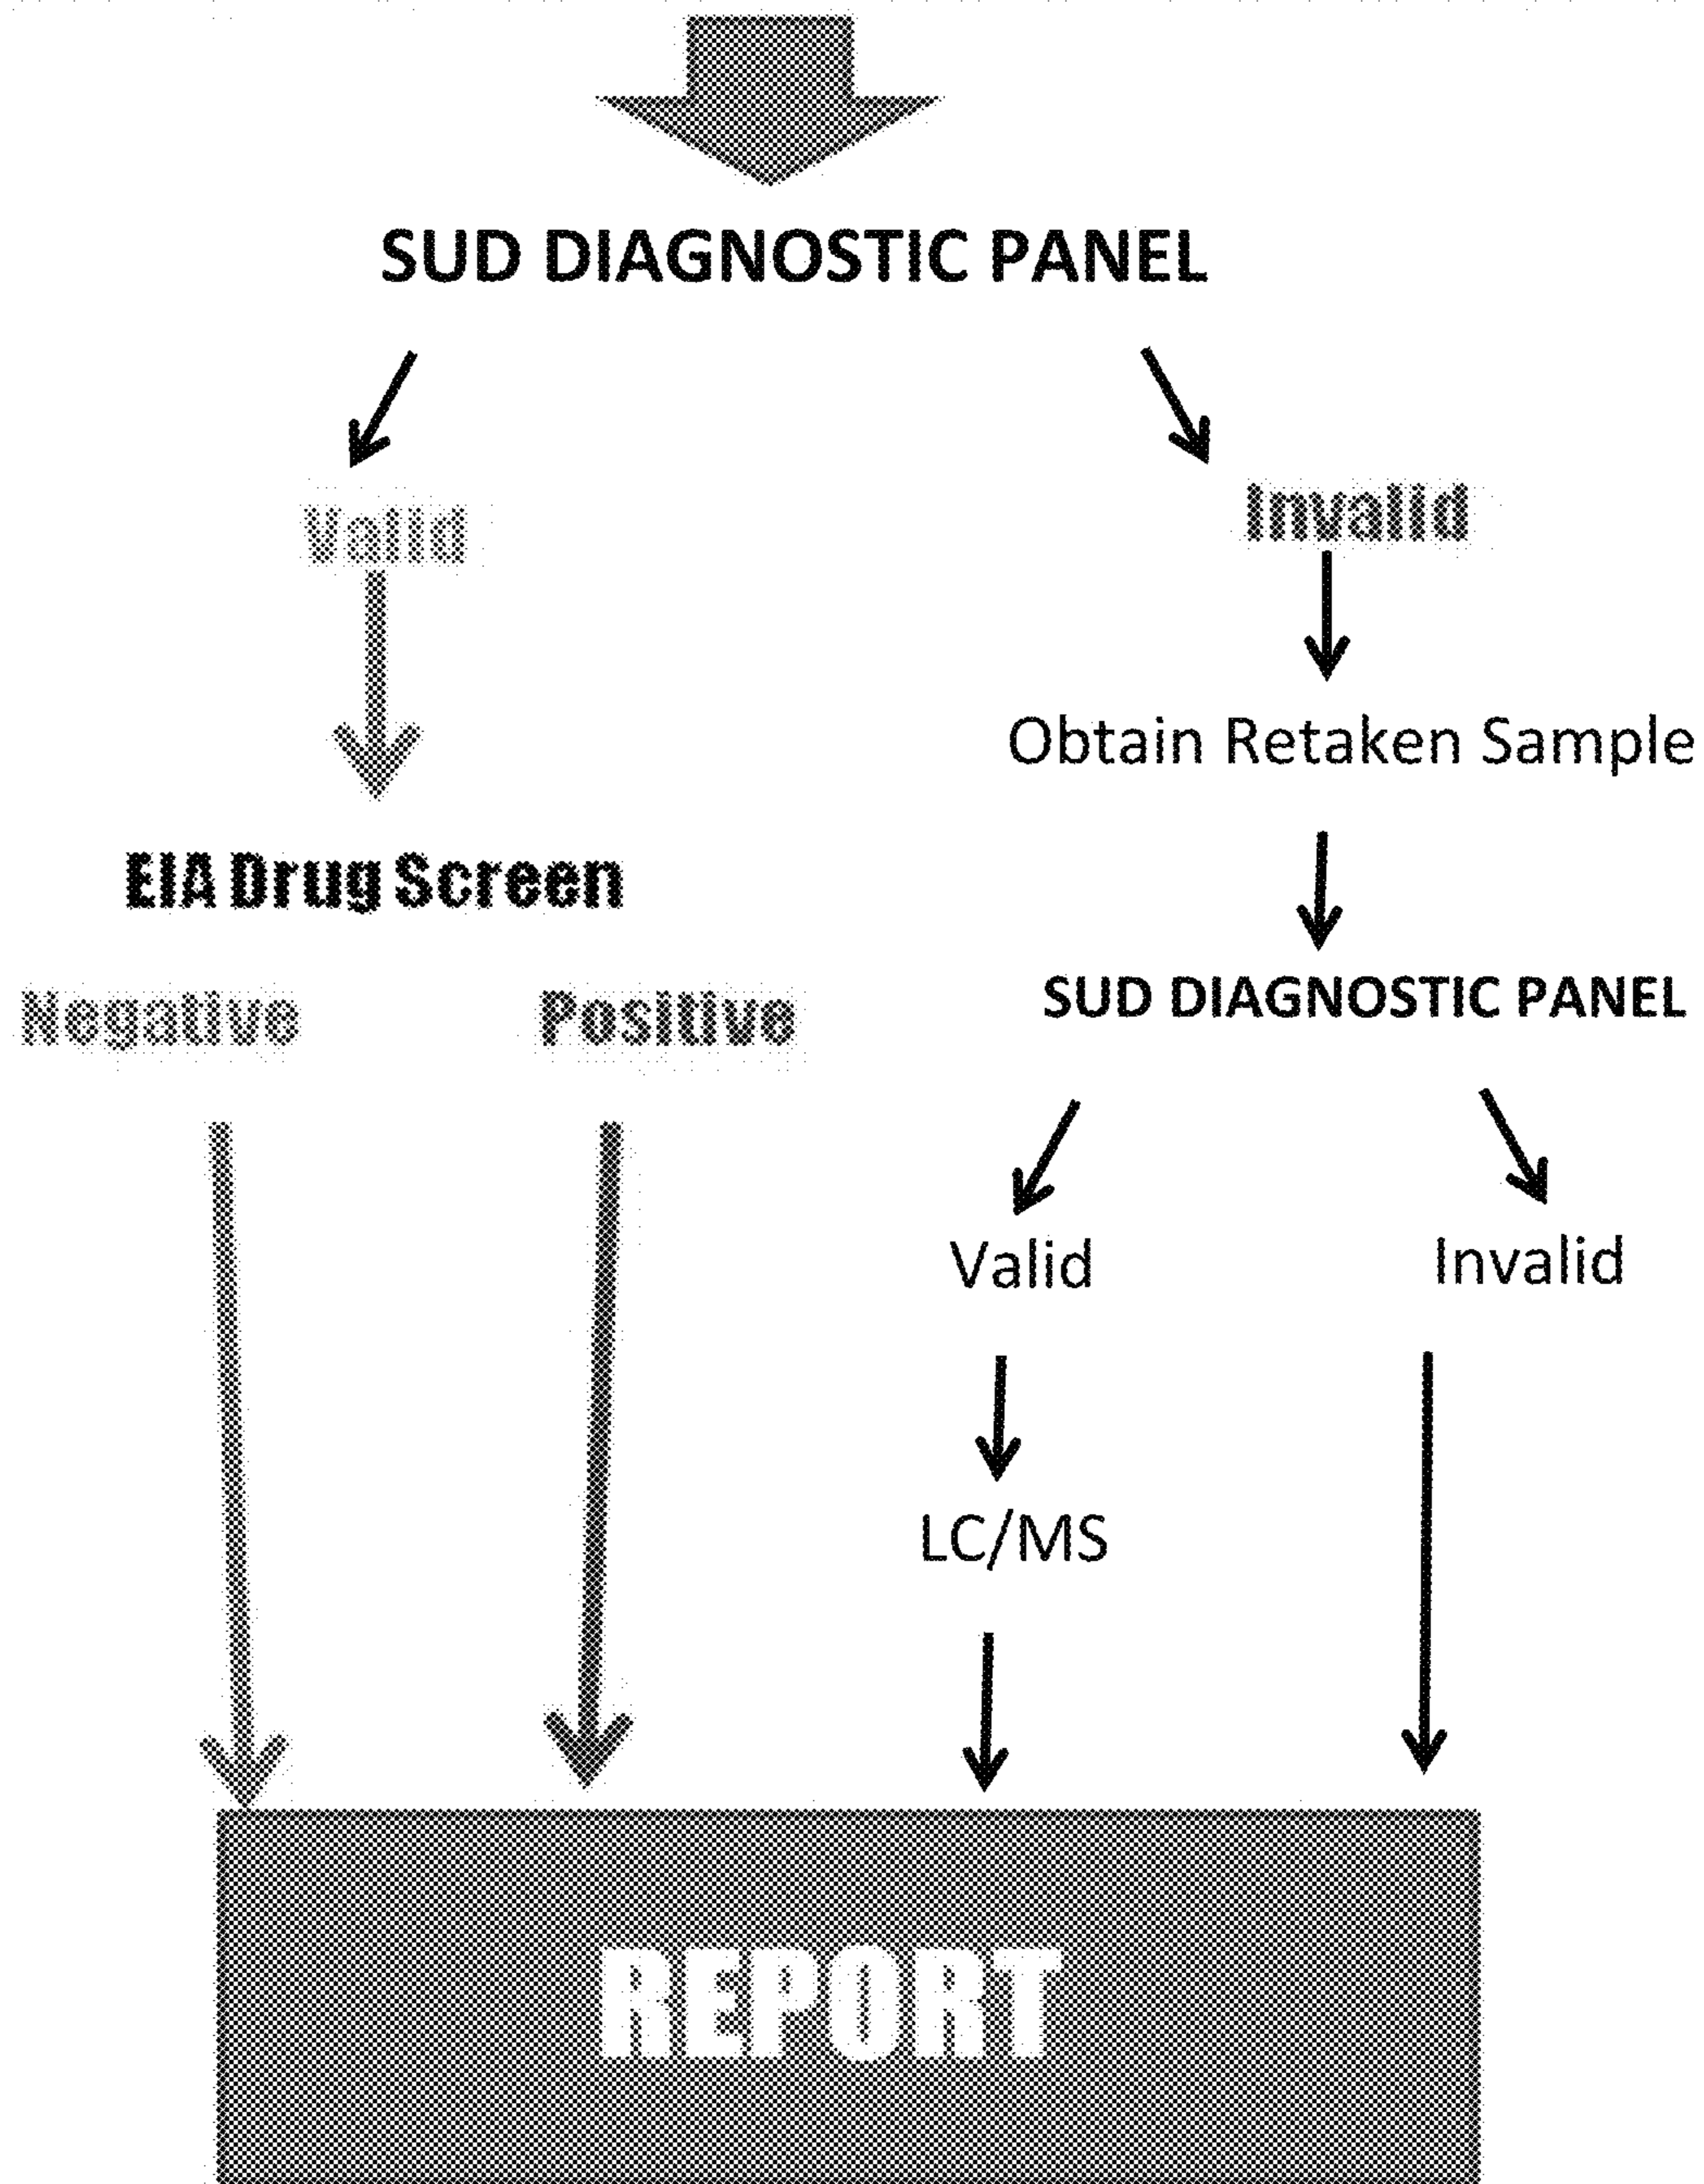 SUD DIAGNOSTIC PANEL
Valid
Invalid
Obtain Retaken Sample
EIA Drug Screen
SUD DIAGNOSTIC PANEL
Negative
Positive
Valid
Invalid
LC/MS
REPORT